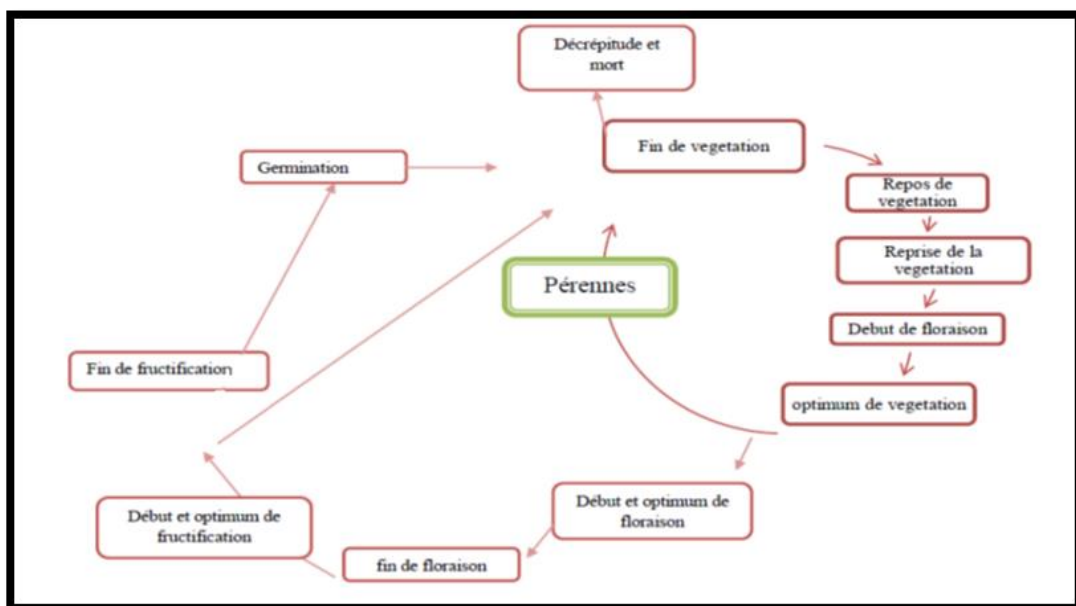 Décrépitude et
mort
Fin de vegetation
Germination
Repos de
vegetation
Reprise de la
vegetation
Pérennes
Debut de floraison
Fin de fructification
optimum de vegetation
Début et optimum de
floraison
Début et optimum de
fructification
fin de floraison